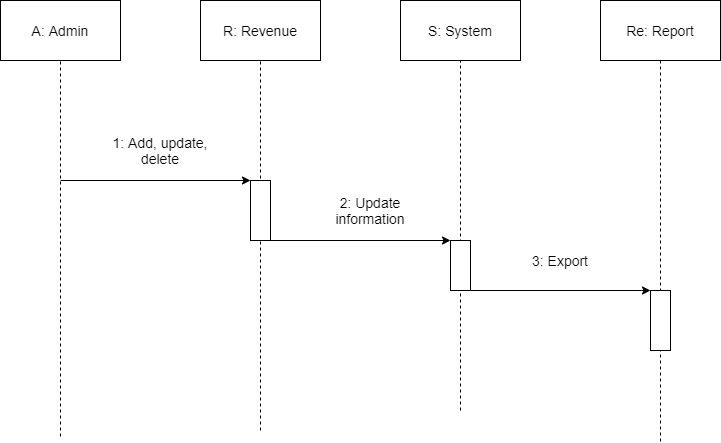 A: Admin
R: Revenue
S: System
Re: Report
1: Add, update,
delete
2: Update
information
3: Export